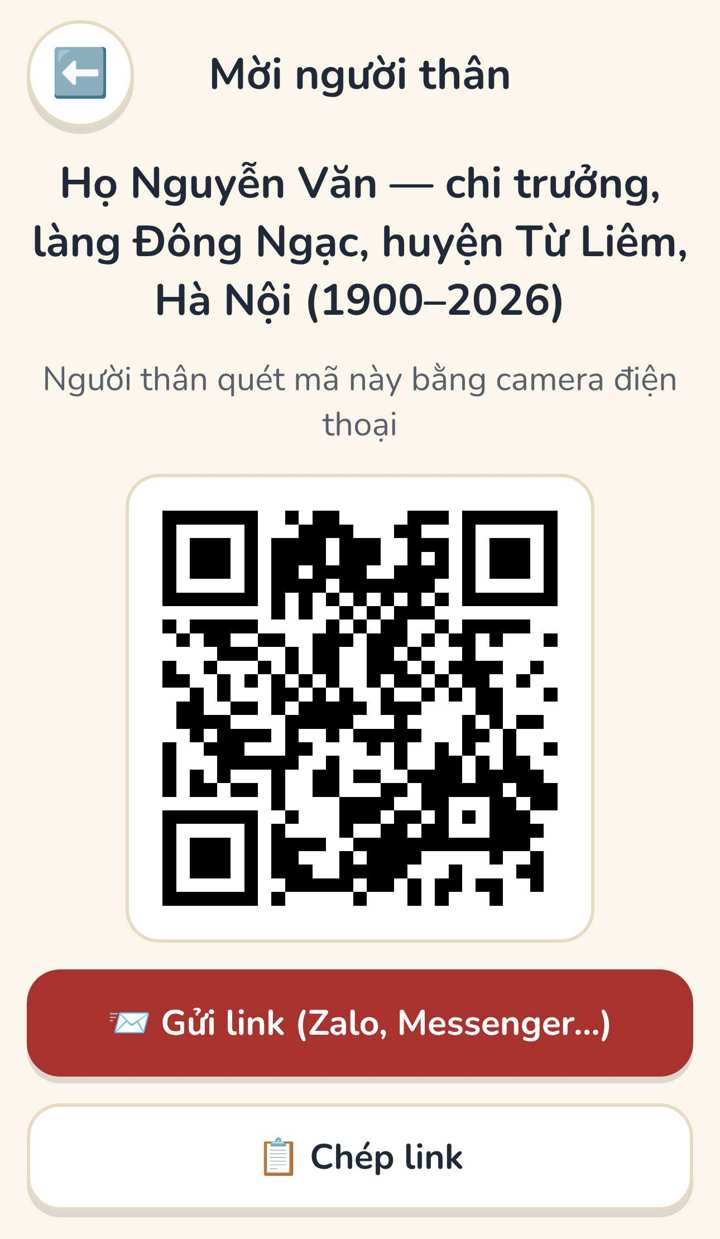 Mời người thân
Họ Nguyễn Văn — chi trưởng,
làng Đông Ngạc, huyện Từ Liêm,
Hà Nội (1900–2026)
Người thân quét mã này bằng camera điện
thoại
Gửi link (Zalo, Messenger...)
Chép link